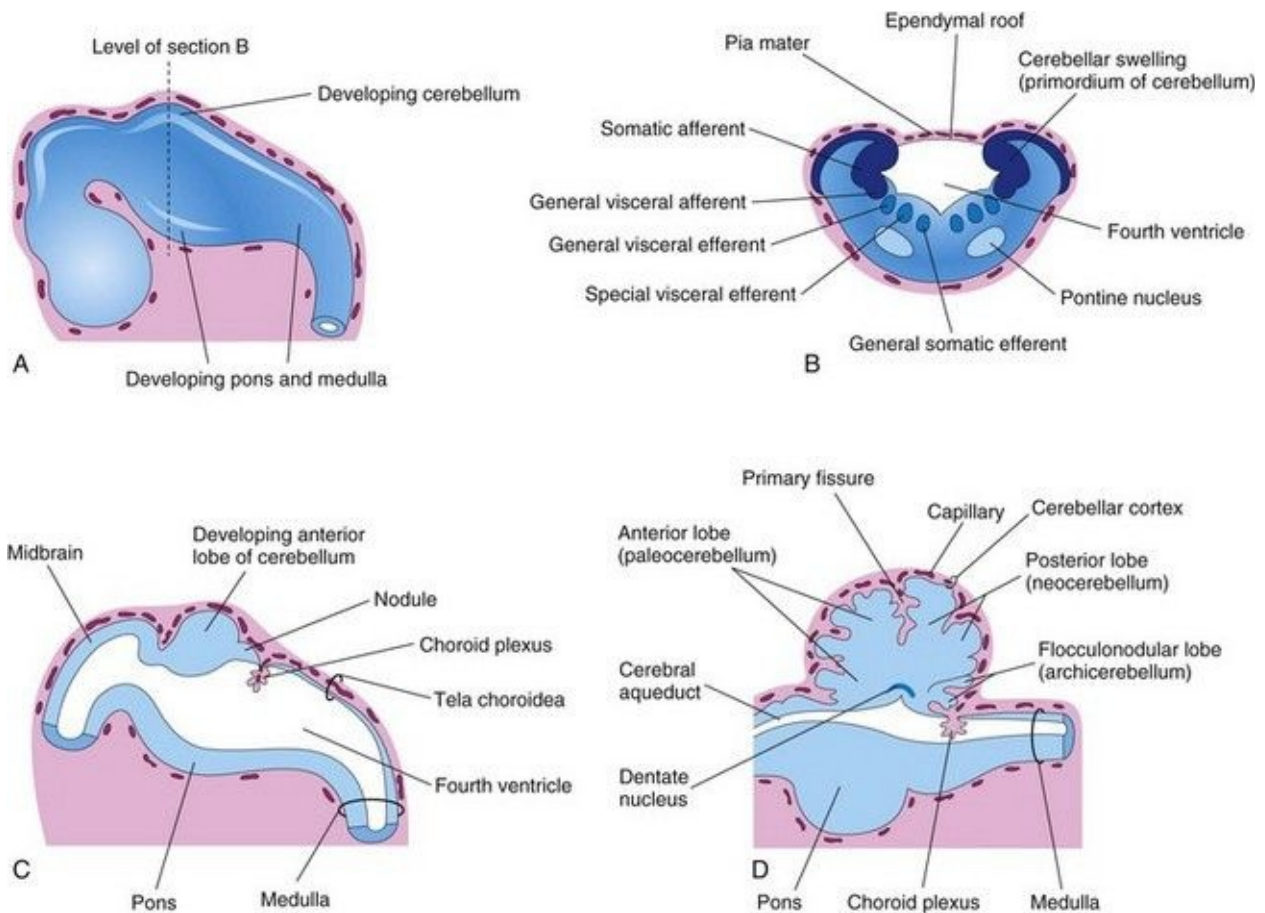 Level of section B
Developing cerebellum
A
Developing pons and medulla
Ependymal roof
Pia mater
Cerebellar swelling
(primordium of cerebellum)
Somatic afferent
General visceral afferent
General visceral efferent
Fourth ventricle
Special visceral efferent
Pontine nucleus
General somatic efferent
B
Midbrain
Developing anterior
lobe of cerebellum
Nodule
Choroid plexus
Tela choroidea
Fourth ventricle
C
Pons
Medulla
Primary fissure
Capillary
Cerebellar cortex
Anterior lobe
(paleocerebellum)
Posterior lobe
(neocerebellum)
Cerebral
aqueduct
Flocculonodular lobe
(archicerebellum)
Dentate
nucleus
D
Pons
Choroid plexus
Medulla